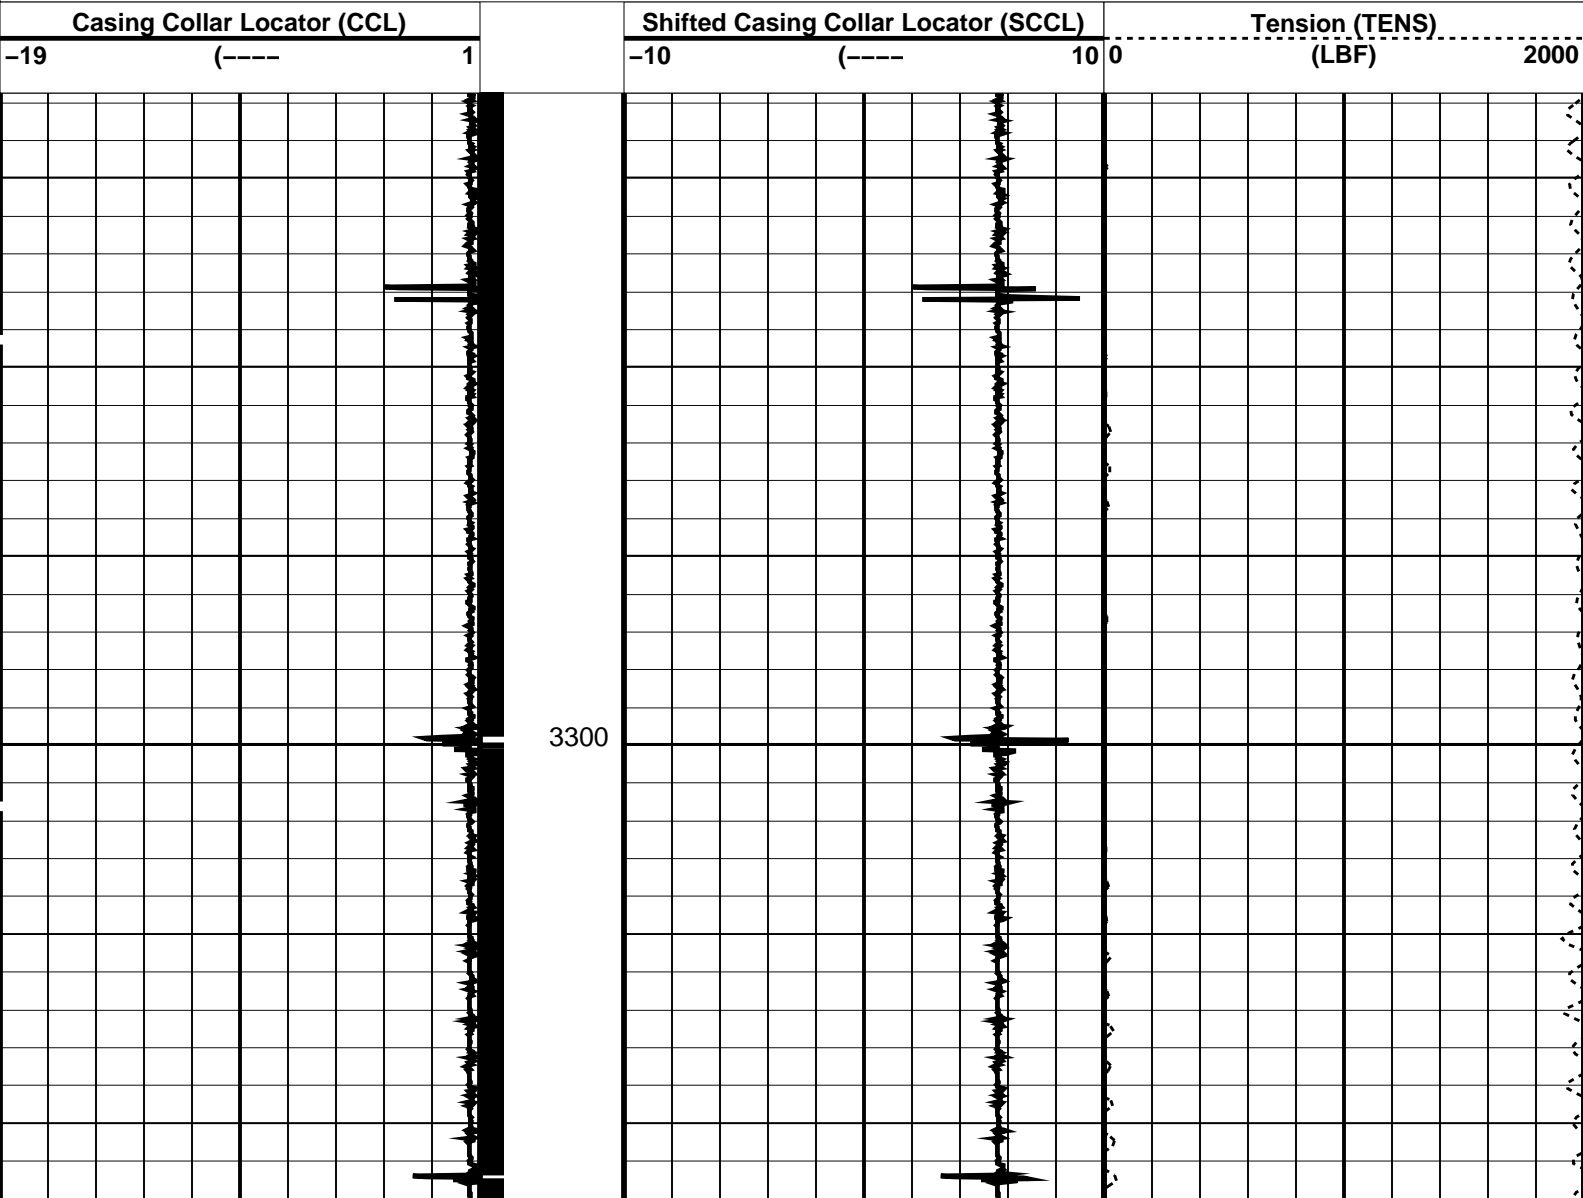 Casing Collar Locator (CCL)
–19 (–––– 1
Shifted Casing Collar Locator (SCCL)
–10 (–––– 10
Tension (TENS)
0 (LBF) 2000
3300